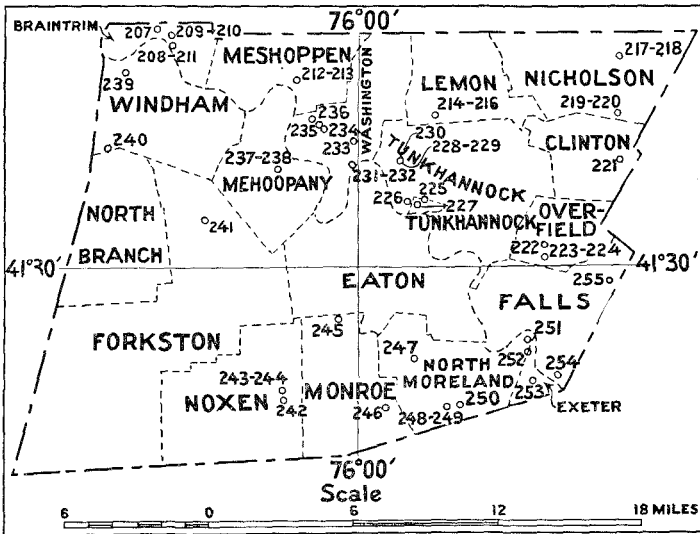 76°00'
BRAINTRIM
207
209-210
208-211
217-218
MESHOPPEN
WASHINGTON
212-213
LEMON
NICHOLSON
239
WINDHAM
214-216
219-220
236
235
234
233
230
228-229
CLINTON
240
237-238
231-232
TUNKHANNOCK
221
MEHOOPANY
226
225
227
NORTH
BRANCH
241
TUNKHANNOCK
OVER-
FIELD
222
223-224
41°30'
41°30'
EATON
255
FALLS
FORKSTON
245
251
247
252
NORTH
MORELAND
254
243-244
MONROE
NOXEN
242
246
248-249
250
253
EXETER
76°00'
Scale
6 0 6 12 18 MILES